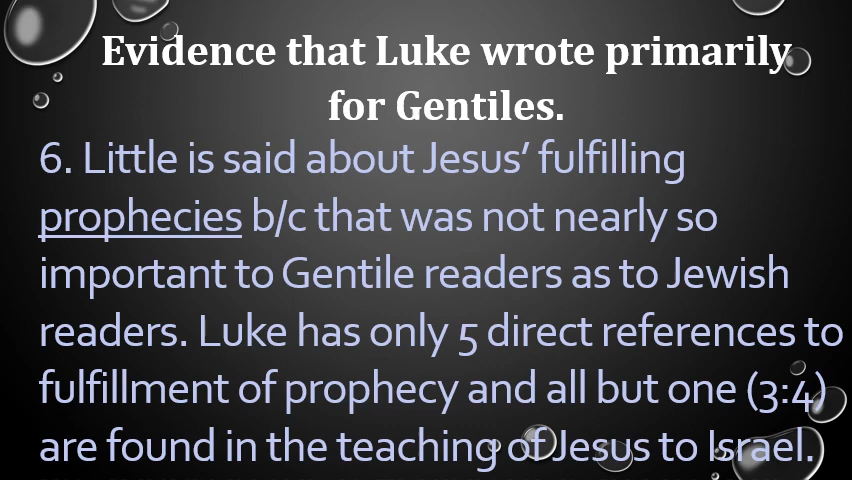 Evidence that Luke wrote primarily
for Gentiles.
6. Little is said about Jesus’ fulfilling
prophecies b/c that was not nearly so
important to Gentile readers as to Jewish
readers. Luke has only 5 direct references to
fulfillment of prophecy and all but one (3:4)
are found in the teaching of Jesus to Israel.